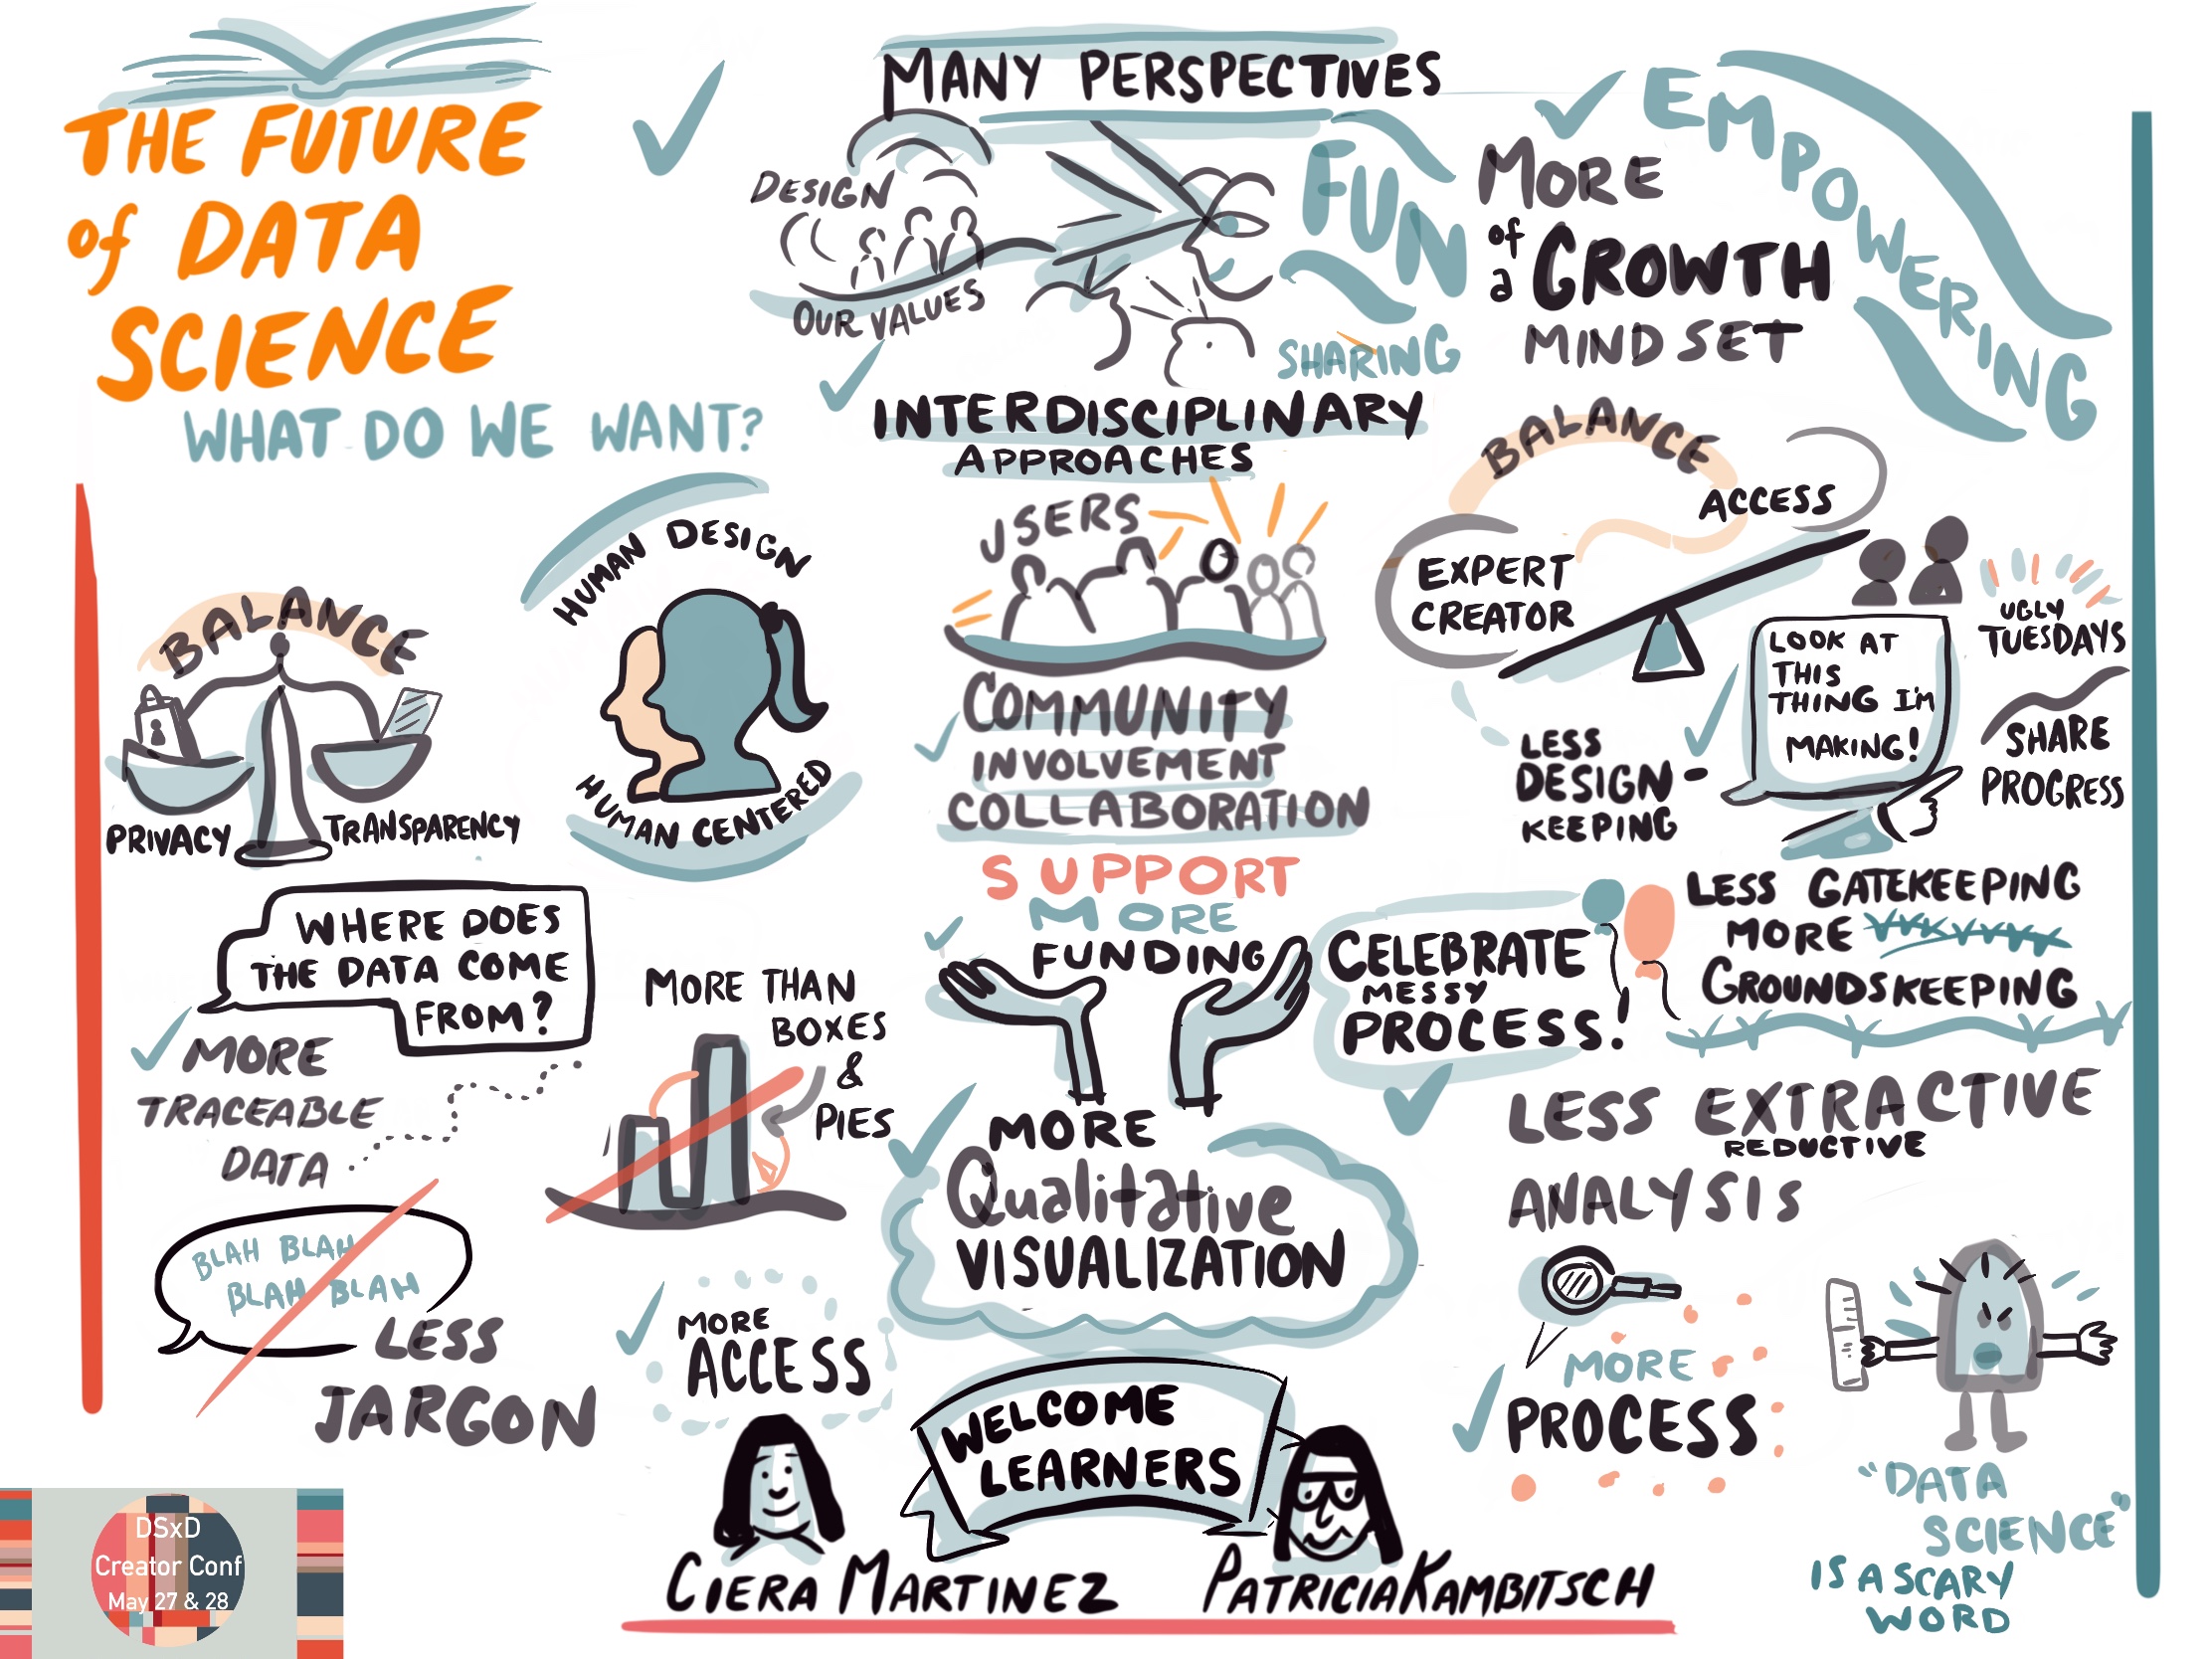 THE FUTURE
of DATA
SCIENCE
WHAT DO WE WANT?
MANY PERSPECTIVES
DESIGN
OUR VALUES
FUN
SHARING
INTERDISCIPLINARY
APPROACHES
MORE
of
a GROWTH
MINDSET
EMPOWERING
BALANCE
PRIVACY
TRANSPARENCY
HUMAN DESIGN
HUMAN CENTERED
USERS
COMMUNITY
INVOLVEMENT
COLLABORATION
SUPPORT
MORE
FUNDING
BALANCE
ACCESS
EXPERT
CREATOR
LOOK AT
THIS
THING I'M
MAKING!
UGLY
TUESDAYS
SHARE
PROGRESS
LESS
DESIGN-
KEEPING
LESS GATEKEEPING
MORE
GROUNDSKEEPING
CELEBRATE
MESSY
PROCESS!
WHERE DOES
THE DATA COME
FROM?
MORE
TRACEABLE
DATA
MORE THAN
BOXES
&
PIES
MORE
Qualitative
VISUALIZATION
LESS EXTRACTIVE
REDUCTIVE
ANALYSIS
BLAH BLAH
BLAH BLAH
LESS
JARGON
MORE
ACCESS
WELCOME
LEARNERS
MORE
PROCESS
"DATA
SCIENCE"
IS A SCARY
WORD
CIERA MARTINEZ
PATRICIA KAMBITSCH
DSxD
Creator Conf
May 27 & 28